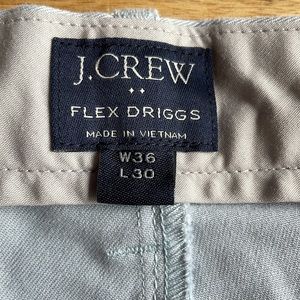 J.CREW
FLEX DRIGGS
MADE IN VIETNAM
W36
L30